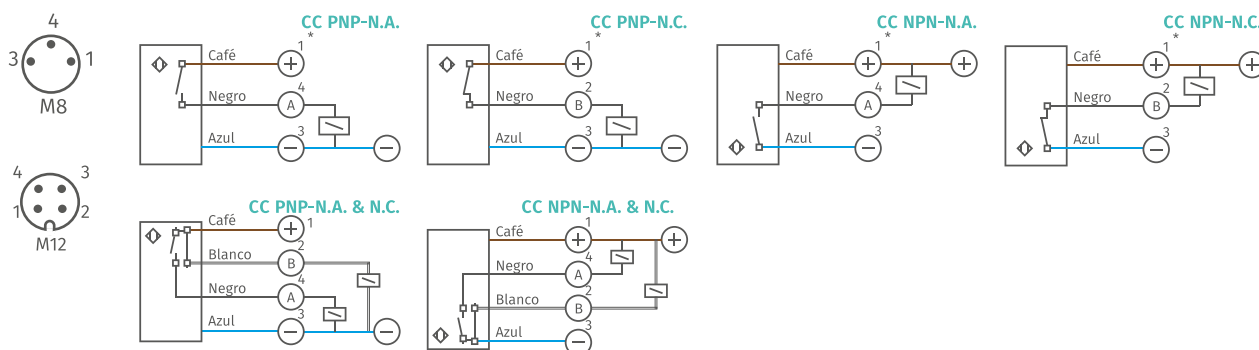 4
3
1
M8
CC PNP-N.A.
Café
1
*
+
Negro
4
A
Azul
3
−
−
CC PNP-N.C.
Café
1
*
+
Negro
2
B
Azul
3
−
−
CC NPN-N.A.
Café
1
*
+
+
Negro
4
A
Azul
3
−
CC NPN-N.C.
Café
1
*
+
+
Negro
2
B
Azul
3
−
4
3
1
2
M12
CC PNP-N.A. & N.C.
Café
+
1
Blanco
2
B
Negro
4
A
Azul
3
−
−
CC NPN-N.A. & N.C.
Café
1
+
+
Negro
4
A
Blanco
2
B
Azul
3
−